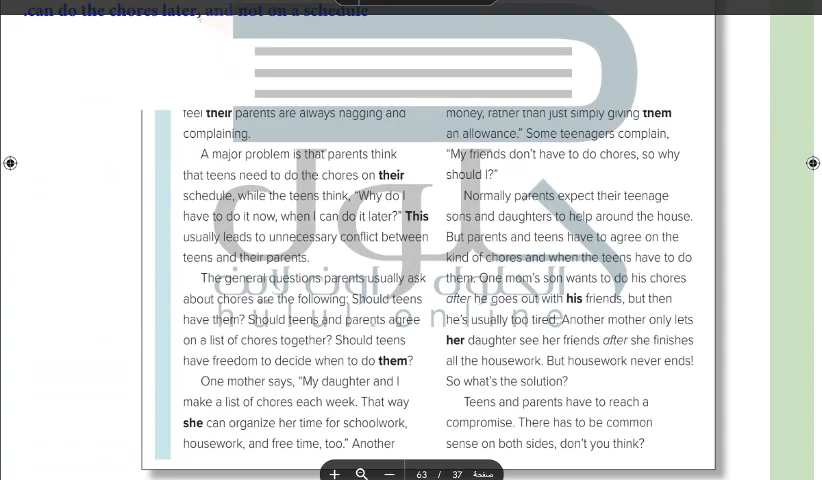 .can do the chores later, and not on a schedule
feel their parents are always nagging and
complaining.
A major problem is that parents think
that teens need to do the chores on their
schedule, while the teens think, “Why do I
have to do it now, when I can do it later?” This
usually leads to unnecessary conflict between
teens and their parents.
The general questions parents usually ask
about chores are the following: Should teens
have them? Should teens and parents agree
on a list of chores together? Should teens
have freedom to decide when to do them?
One mother says, “My daughter and I
make a list of chores each week. That way
she can organize her time for schoolwork,
housework, and free time, too.” Another
money, rather than just simply giving them
an allowance.” Some teenagers complain,
“My friends don’t have to do chores, so why
should I?”
Normally parents expect their teenage
sons and daughters to help around the house.
But parents and teens have to agree on the
kind of chores and when the teens have to do
them. One mom’s son wants to do his chores
after he goes out with his friends, but then
he’s usually too tired. Another mother only lets
her daughter see her friends after she finishes
all the housework. But housework never ends!
So what’s the solution?
Teens and parents have to reach a
compromise. There has to be common
sense on both sides, don’t you think?
حلول
الحلول اون لاين
hulul.online
63 / 37 صفحة